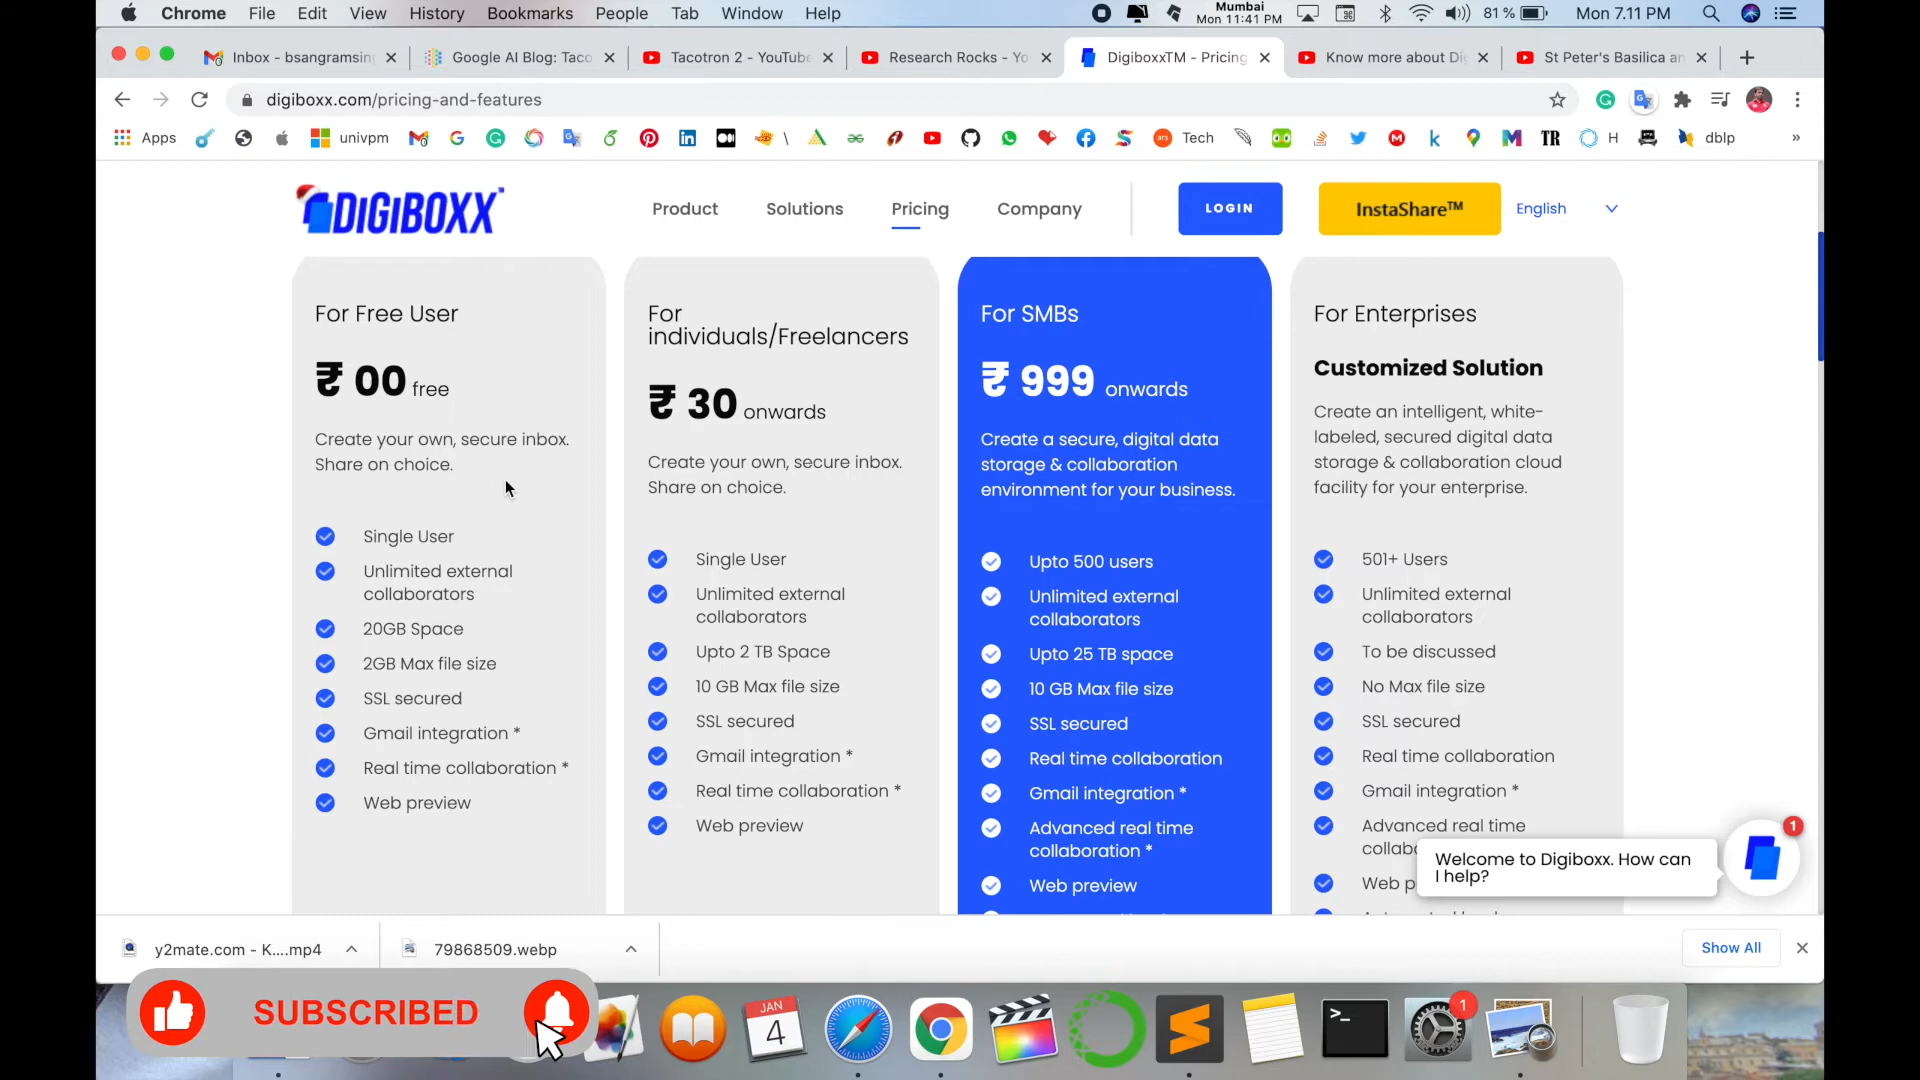 Chrome File Edit View History Bookmarks People Tab Window Help
Mumbai
Mon 11:41 PM
81 % Mon 7.11 PM
Inbox - bsangramsing
Google AI Blog: Taco
Tacotron 2 - YouTube
Research Rocks - Yo
DigiboxxTM - Pricing
Know more about Di
St Peter's Basilica an
digiboxx.com/pricing-and-features
Apps
univpm
\
ars Tech
k
TR
H
dblp
»
DIGIBOXX™
Product
Solutions
Pricing
Company
LOGIN
InstaShare™
English
For Free User
₹ 00 free
Create your own, secure inbox.
Share on choice.
Single User
Unlimited external
collaborators
20GB Space
2GB Max file size
SSL secured
Gmail integration *
Real time collaboration *
Web preview
For
individuals/Freelancers
₹ 30 onwards
Create your own, secure inbox.
Share on choice.
Single User
Unlimited external
collaborators
Upto 2 TB Space
10 GB Max file size
SSL secured
Gmail integration *
Real time collaboration *
Web preview
For SMBs
₹ 999 onwards
Create a secure, digital data
storage & collaboration
environment for your business.
Upto 500 users
Unlimited external
collaborators
Upto 25 TB space
10 GB Max file size
SSL secured
Real time collaboration
Gmail integration *
Advanced real time
collaboration *
Web preview
For Enterprises
Customized Solution
Create an intelligent, white-
labeled, secured digital data
storage & collaboration cloud
facility for your enterprise.
501+ Users
Unlimited external
collaborators
To be discussed
No Max file size
SSL secured
Real time collaboration
Gmail integration *
Advanced real time
collabo
Web p
1
Welcome to Digiboxx. How can
I help?
y2mate.com - K....mp4
79868509.webp
Show All
SUBSCRIBED
JAN
4
1